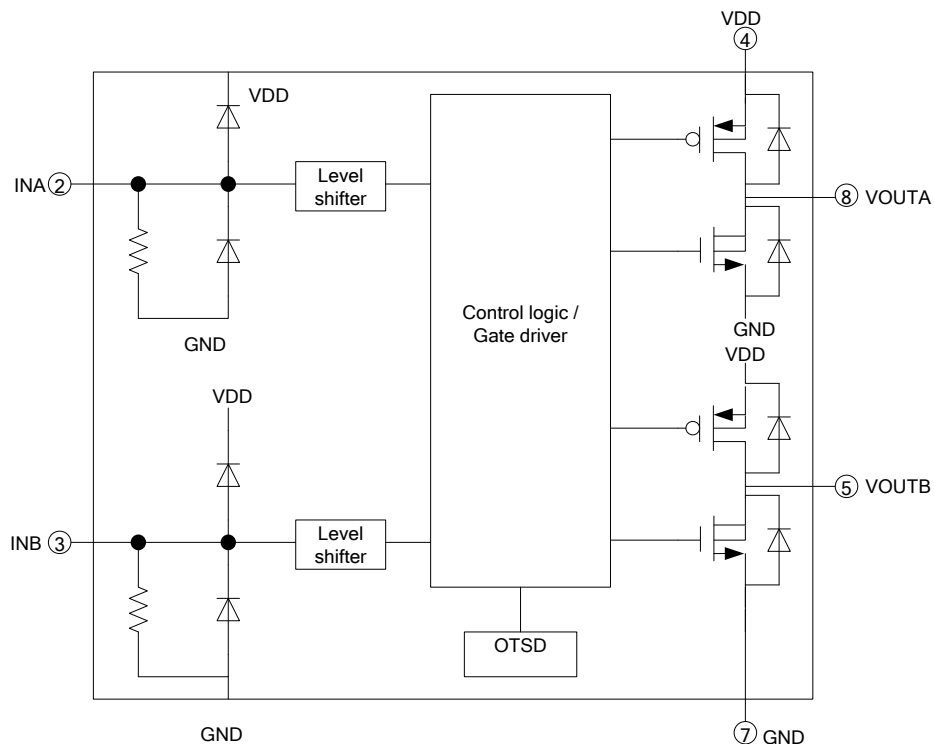 VDD
④
VDD
INA ②
Level
shifter
⑧ VOUTA
Control logic /
Gate driver
GND
GND
VDD
VDD
⑤ VOUTB
INB ③
Level
shifter
OTSD
GND
⑦ GND